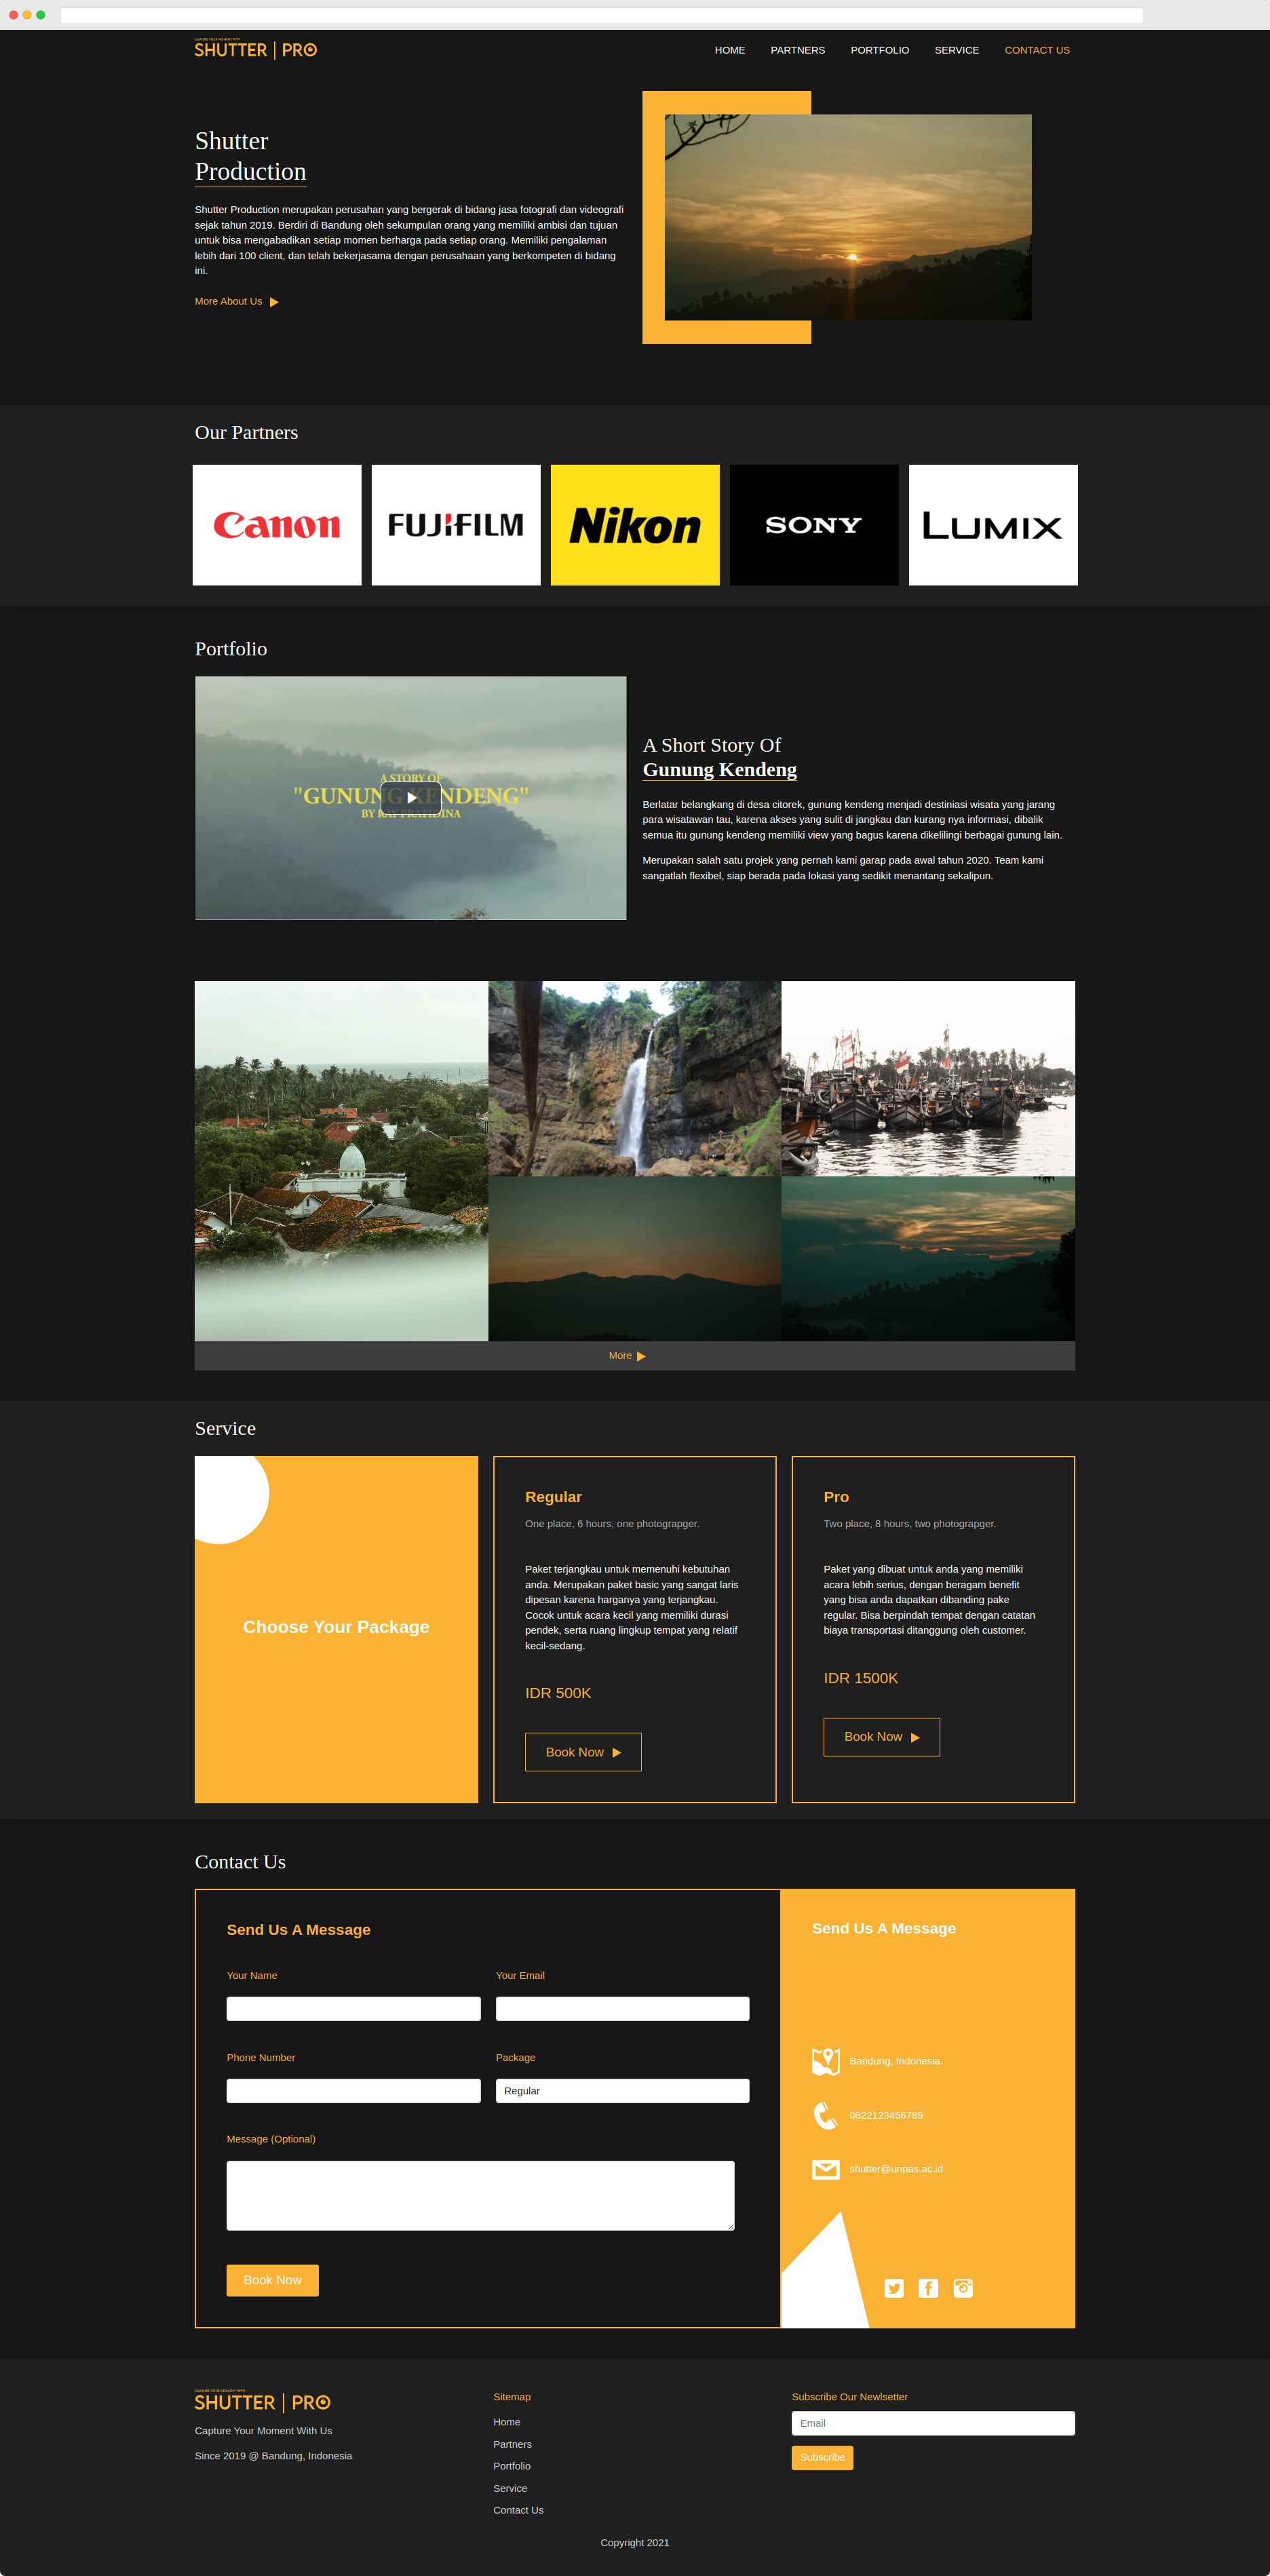 CAPTURE YOUR MOMENT WITH
SHUTTER | PRO
HOME PARTNERS PORTFOLIO SERVICE CONTACT US
Shutter
Production
Shutter Production merupakan perusahan yang bergerak di bidang jasa fotografi dan videografi
sejak tahun 2019. Berdiri di Bandung oleh sekumpulan orang yang memiliki ambisi dan tujuan
untuk bisa mengabadikan setiap momen berharga pada setiap orang. Memiliki pengalaman
lebih dari 100 client, dan telah bekerjasama dengan perusahaan yang berkompeten di bidang
ini.
More About Us
Our Partners
Canon
FUJIFILM
Nikon
SONY
LUMIX
Portfolio
A STORY OF
"GUNUNG KENDENG"
BY RAY PRATIDINA
A Short Story Of
Gunung Kendeng
Berlatar belangkang di desa citorek, gunung kendeng menjadi destiniasi wisata yang jarang
para wisatawan tau, karena akses yang sulit di jangkau dan kurang nya informasi, dibalik
semua itu gunung kendeng memiliki view yang bagus karena dikelilingi berbagai gunung lain.
Merupakan salah satu projek yang pernah kami garap pada awal tahun 2020. Team kami
sangatlah flexibel, siap berada pada lokasi yang sedikit menantang sekalipun.
More
Service
Choose Your Package
Regular
One place, 6 hours, one photograpger.
Paket terjangkau untuk memenuhi kebutuhan
anda. Merupakan paket basic yang sangat laris
dipesan karena harganya yang terjangkau.
Cocok untuk acara kecil yang memiliki durasi
pendek, serta ruang lingkup tempat yang relatif
kecil-sedang.
IDR 500K
Book Now
Pro
Two place, 8 hours, two photograpger.
Paket yang dibuat untuk anda yang memiliki
acara lebih serius, dengan beragam benefit
yang bisa anda dapatkan dibanding pake
regular. Bisa berpindah tempat dengan catatan
biaya transportasi ditanggung oleh customer.
IDR 1500K
Book Now
Contact Us
Send Us A Message
Your Name
Your Email
Phone Number
Package
Regular
Message (Optional)
Book Now
Send Us A Message
Bandung, Indonesia.
0822123456789
shutter@unpas.ac.id
CAPTURE YOUR MOMENT WITH
SHUTTER | PRO
Capture Your Moment With Us
Since 2019 @ Bandung, Indonesia
Sitemap
Home
Partners
Portfolio
Service
Contact Us
Subscribe Our Newlsetter
Email
Subscribe
Copyright 2021